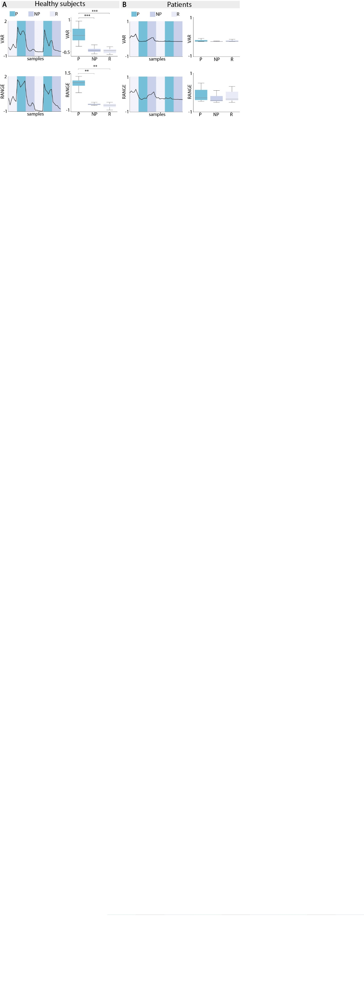 A Healthy subjects
B Patients
P NP R
P NP R
2
VAR
-1
samples
***
***
1
VAR
-0.5
P NP R
1
VAR
-1
samples
1
VAR
-1
P NP R
2
RANGE
-1
samples
**
**
1.5
RANGE
-1
P NP R
1
RANGE
-1
samples
1
RANGE
-1
P NP R